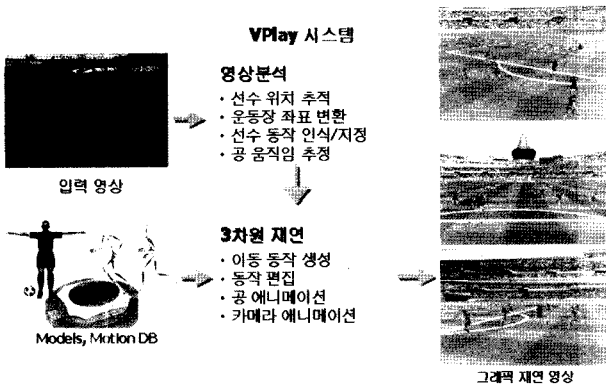 VPlay 시스템
영상분석
· 선수 위치 추적
· 운동장 좌표 변환
· 선수 동작 인식/지정
· 공 움직임 추정
입력 영상
3차원 재연
· 이동 동작 생성
· 동작 편집
· 공 애니메이션
· 카메라 애니메이션
Models, Motion DB
그래픽 재연 영상